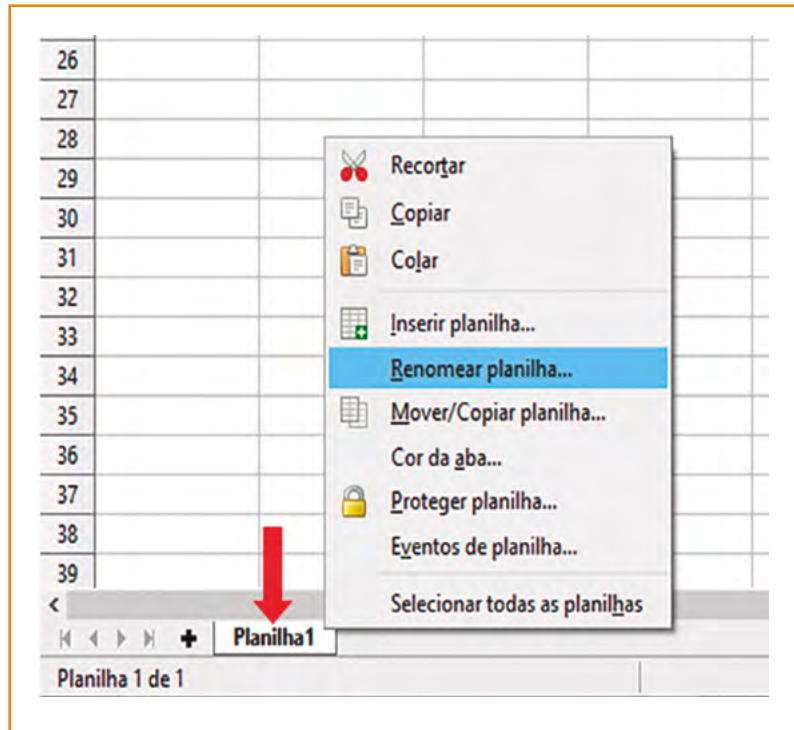 26
27
28
29
30
31
32
33
34
35
36
37
38
39
Recortar
Copiar
Colar
Inserir planilha...
Renomear planilha...
Mover/Copiar planilha...
Cor da aba...
Proteger planilha...
Eventos de planilha...
Selecionar todas as planilhas
Planilha1
Planilha 1 de 1